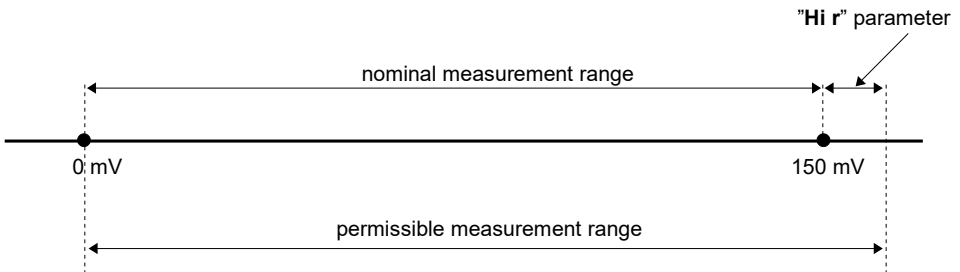 "Hi r" parameter
nominal measurement range
0 mV
150 mV
permissible measurement range